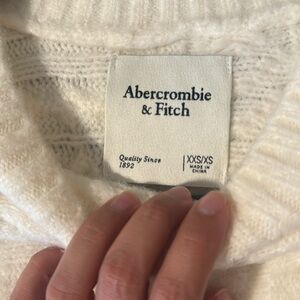 Abercrombie
& Fitch
Quality Since
1892
XXS/XS
MADE IN
CHINA